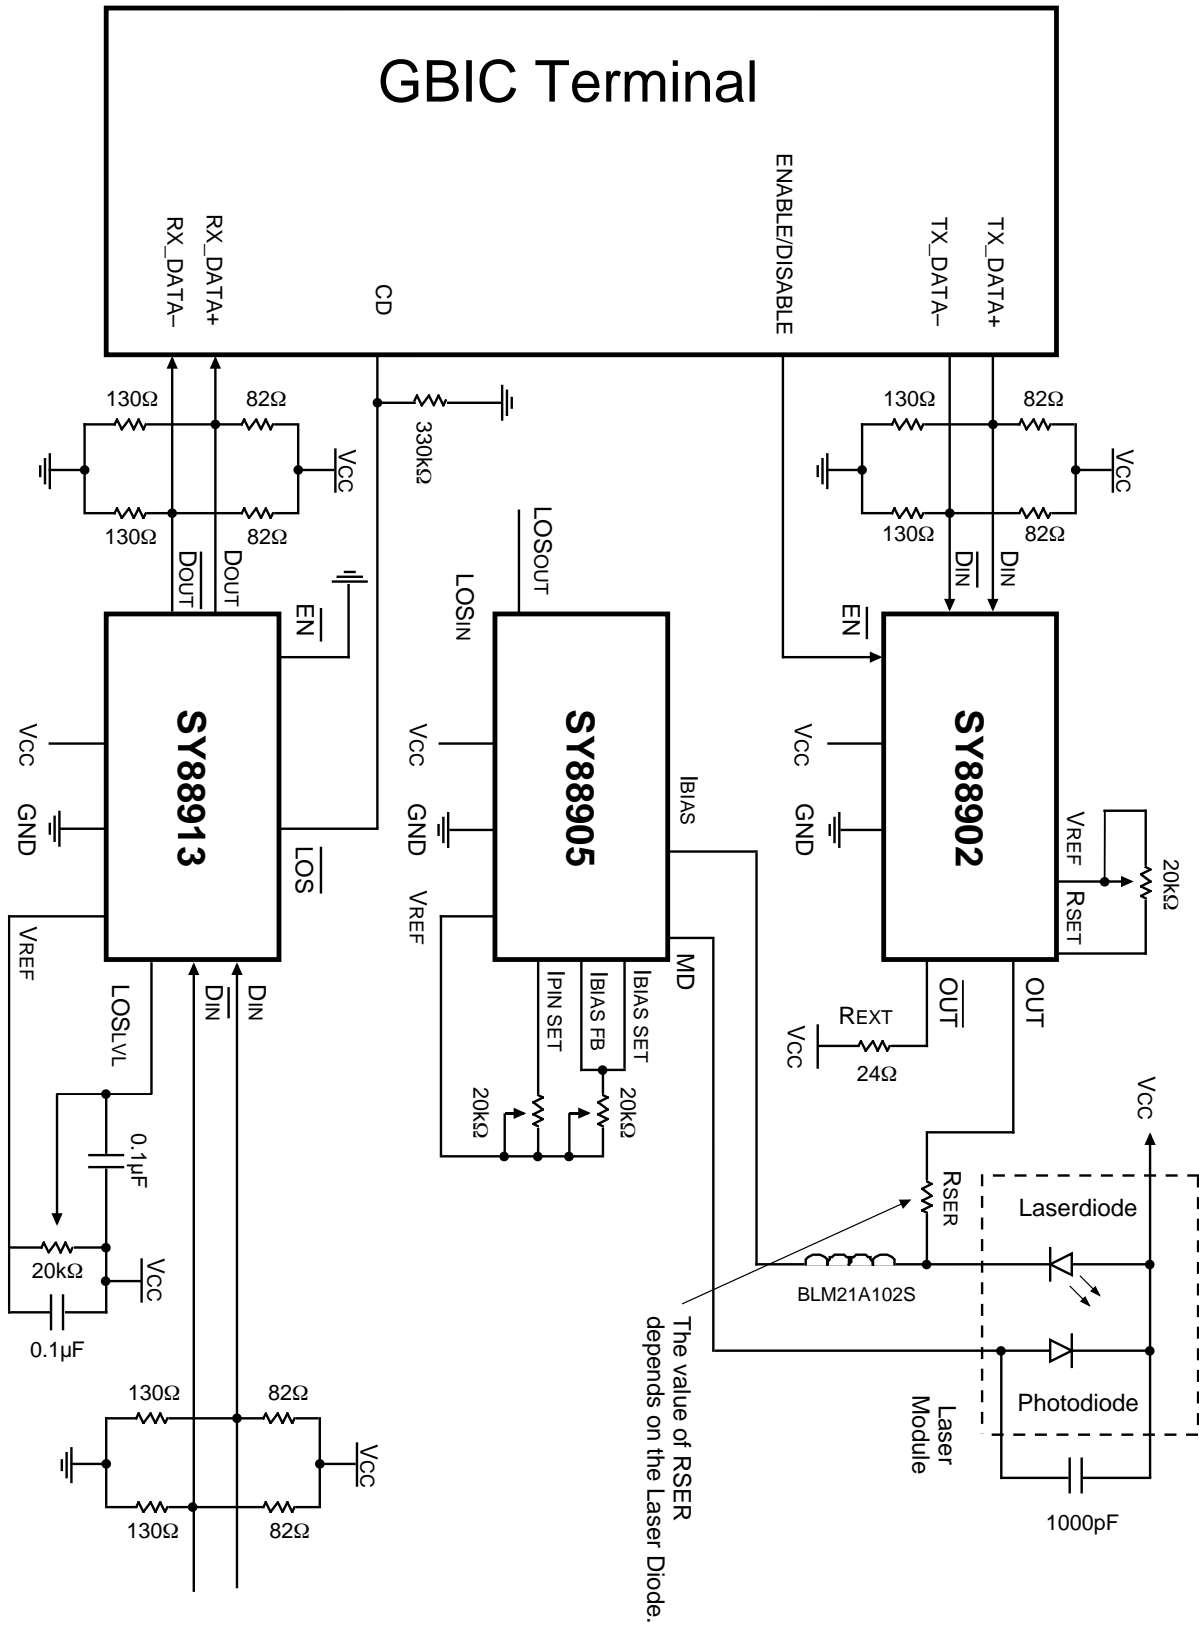 GBIC Terminal
RX_DATA–
RX_DATA+
CD
ENABLE/DISABLE
TX_DATA–
TX_DATA+
130Ω
82Ω
330kΩ
130Ω
82Ω
VCC
VCC
130Ω
82Ω
130Ω
82Ω
DOUT
DOUT
EN
LOSOUT
LOSIN
EN
DIN
DIN
SY88913
SY88905
SY88902
VCC
GND
VREF
LOS
VCC
GND
VREF
IBIAS
MD
VCC
GND
VREF
RSET
20kΩ
LOSLVL
DIN
DIN
IPIN SET
IBIAS FB
IBIAS SET
OUT
OUT
REXT
24Ω
VCC
VCC
20kΩ
20kΩ
0.1µF
20kΩ
VCC
0.1µF
RSER
BLM21A102S
Laserdiode
Photodiode
Laser
Module
1000pF
The value of RSER
depends on the Laser Diode.
130Ω
82Ω
VCC
130Ω
82Ω